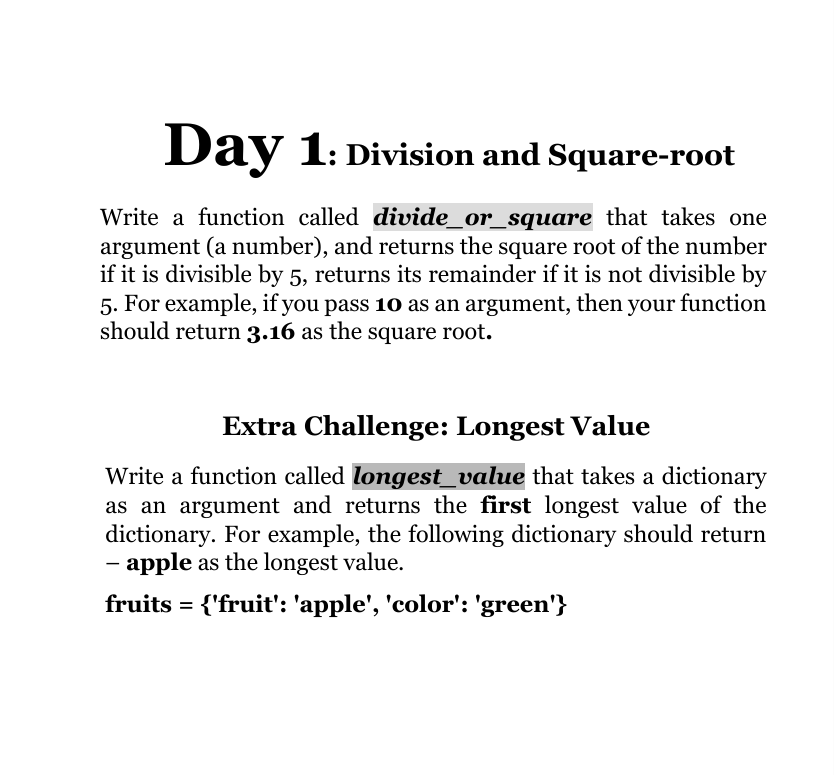 Day 1: Division and Square-root
Write a function called divide_or_square that takes one
argument (a number), and returns the square root of the number
if it is divisible by 5, returns its remainder if it is not divisible by
5. For example, if you pass 10 as an argument, then your function
should return 3.16 as the square root.
Extra Challenge: Longest Value
Write a function called longest_value that takes a dictionary
as an argument and returns the first longest value of the
dictionary. For example, the following dictionary should return
– apple as the longest value.
fruits = {'fruit': 'apple', 'color': 'green'}